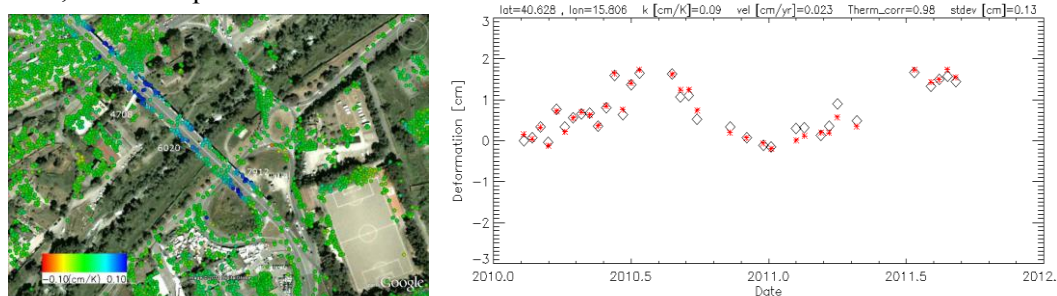 4708
6020
-0.10(cm/K) 0.10
Google
lat=40.628 , lon=15.806 k [cm/K]=0.09 vel [cm/yr]=0.023 Therm_corr=0.98 stdev [cm]=0.13
3
2
1
0
-1
-2
-3
Deformatiion [cm]
2010.0 2010.5 2011.0 2011.5 2012.
Date